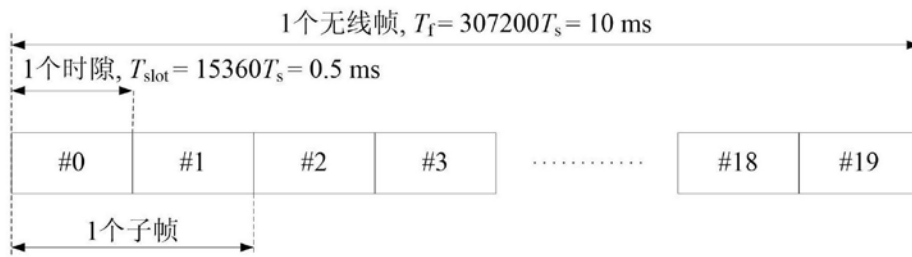 1个无线帧, Tf = 307200Ts = 10 ms
1个时隙, Tslot = 15360Ts = 0.5 ms
#0 #1 #2 #3 ············ #18 #19
1个子帧